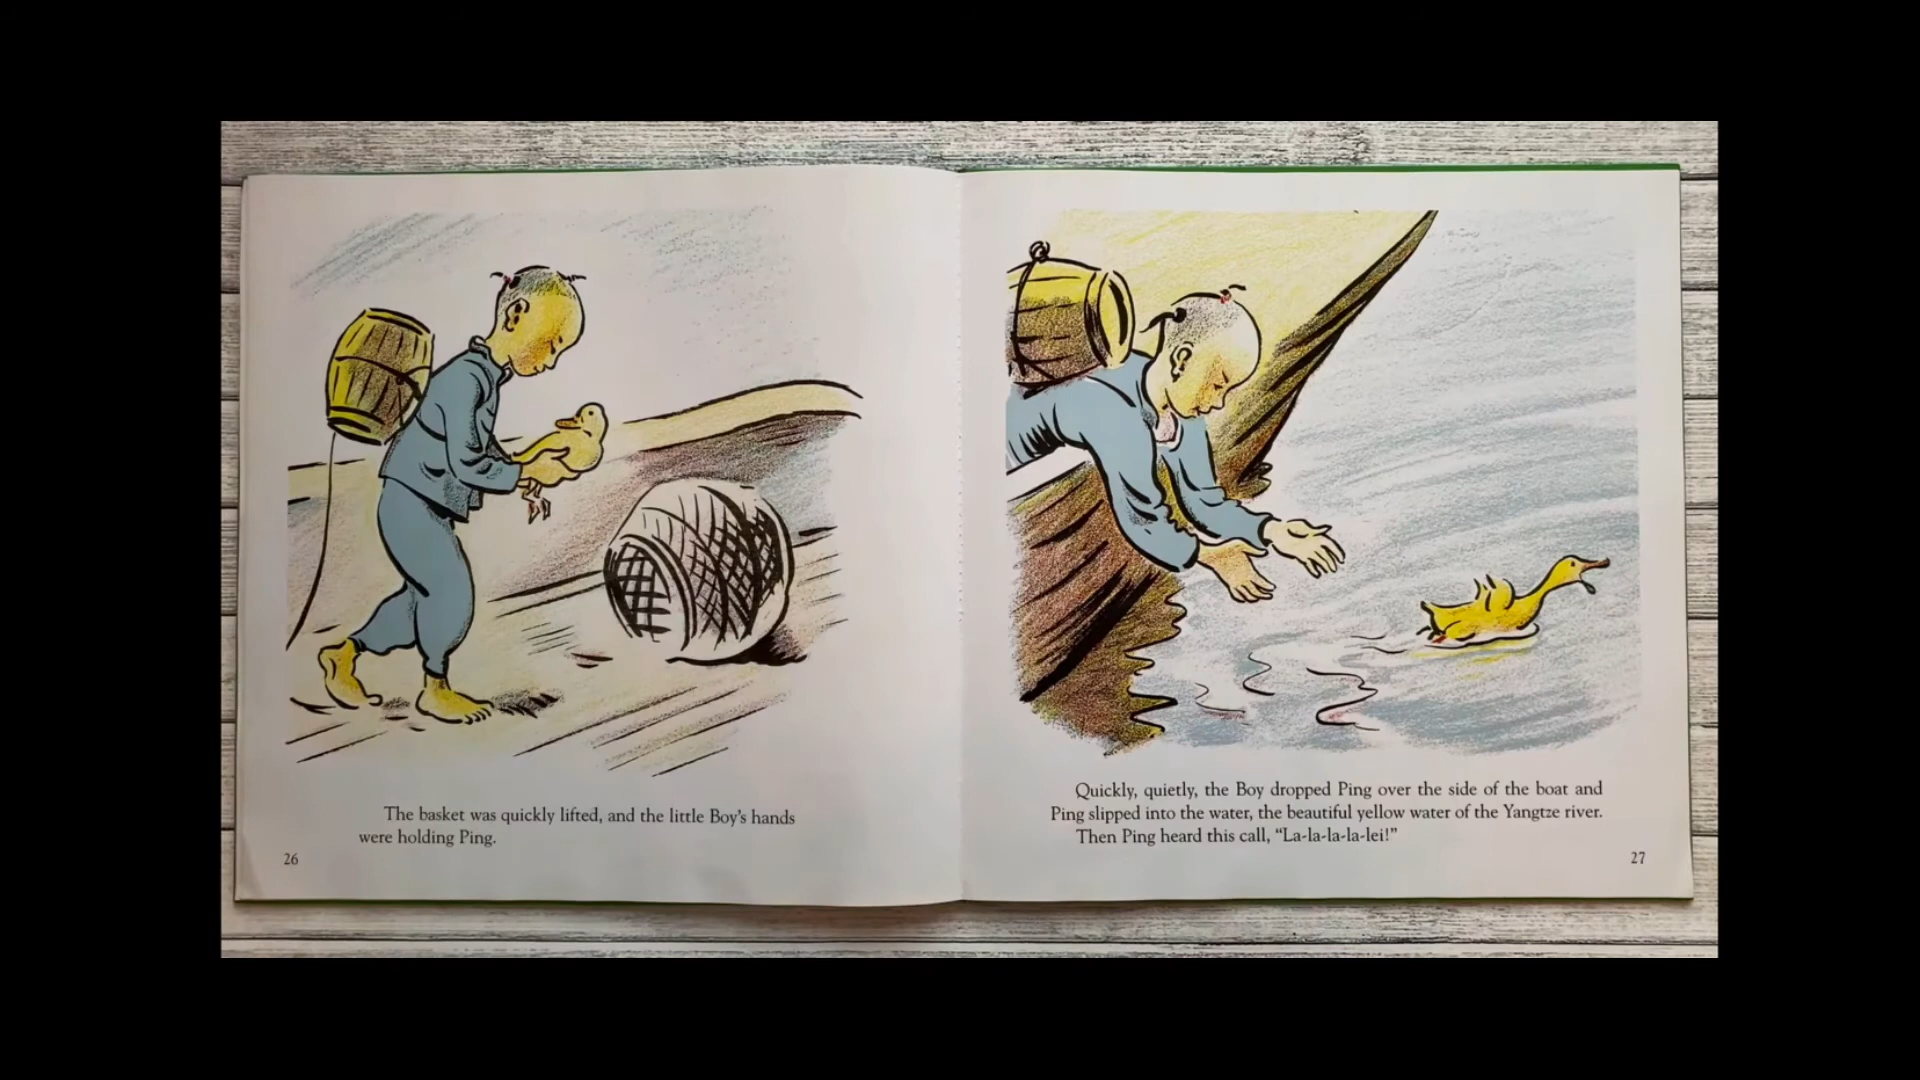 The basket was quickly lifted, and the little Boy's hands
were holding Ping.
26
Quickly, quietly, the Boy dropped Ping over the side of the boat and
Ping slipped into the water, the beautiful yellow water of the Yangtze river.
Then Ping heard this call, “La-la-la-la-lei!”
27